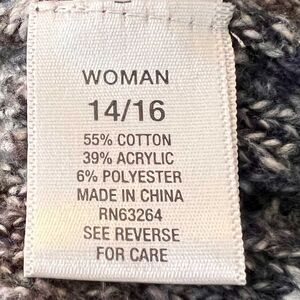 WOMAN
14/16
55% COTTON
39% ACRYLIC
6% POLYESTER
MADE IN CHINA
RN63264
SEE REVERSE
FOR CARE